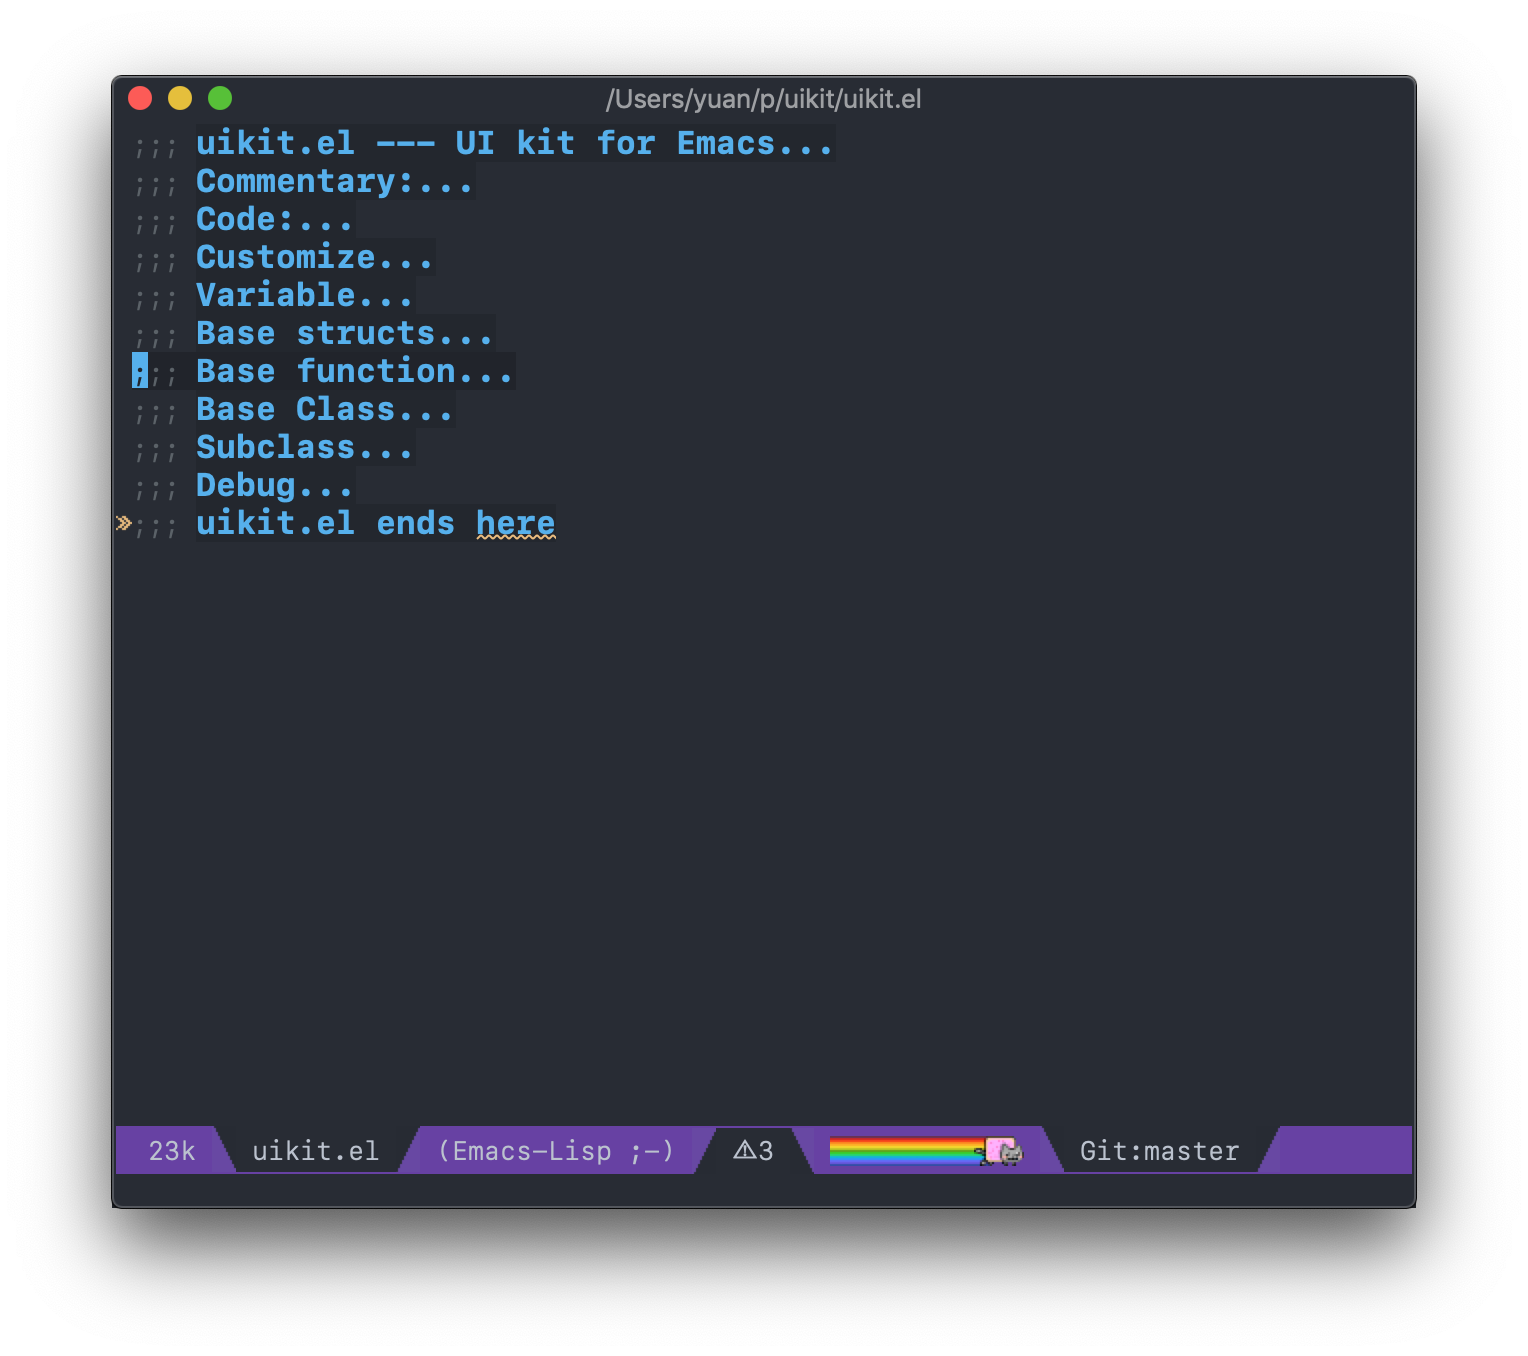 /Users/yuan/p/uikit/uikit.el
;;; uikit.el --- UI kit for Emacs...
;;; Commentary:...
;;; Code:...
;;; Customize...
;;; Variable...
;;; Base structs...
;;; Base function...
;;; Base Class...
;;; Subclass...
;;; Debug...
»;;; uikit.el ends here
23k uikit.el (Emacs-Lisp ;-) ⚠3 Git:master